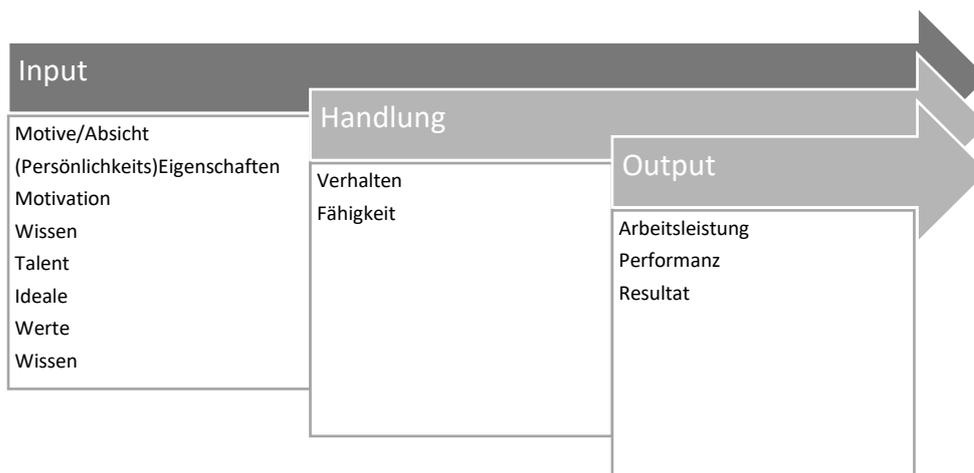 Input
Motive/Absicht
(Persönlichkeits)Eigenschaften
Motivation
Wissen
Talent
Ideale
Werte
Wissen
Handlung
Verhalten
Fähigkeit
Output
Arbeitsleistung
Performanz
Resultat